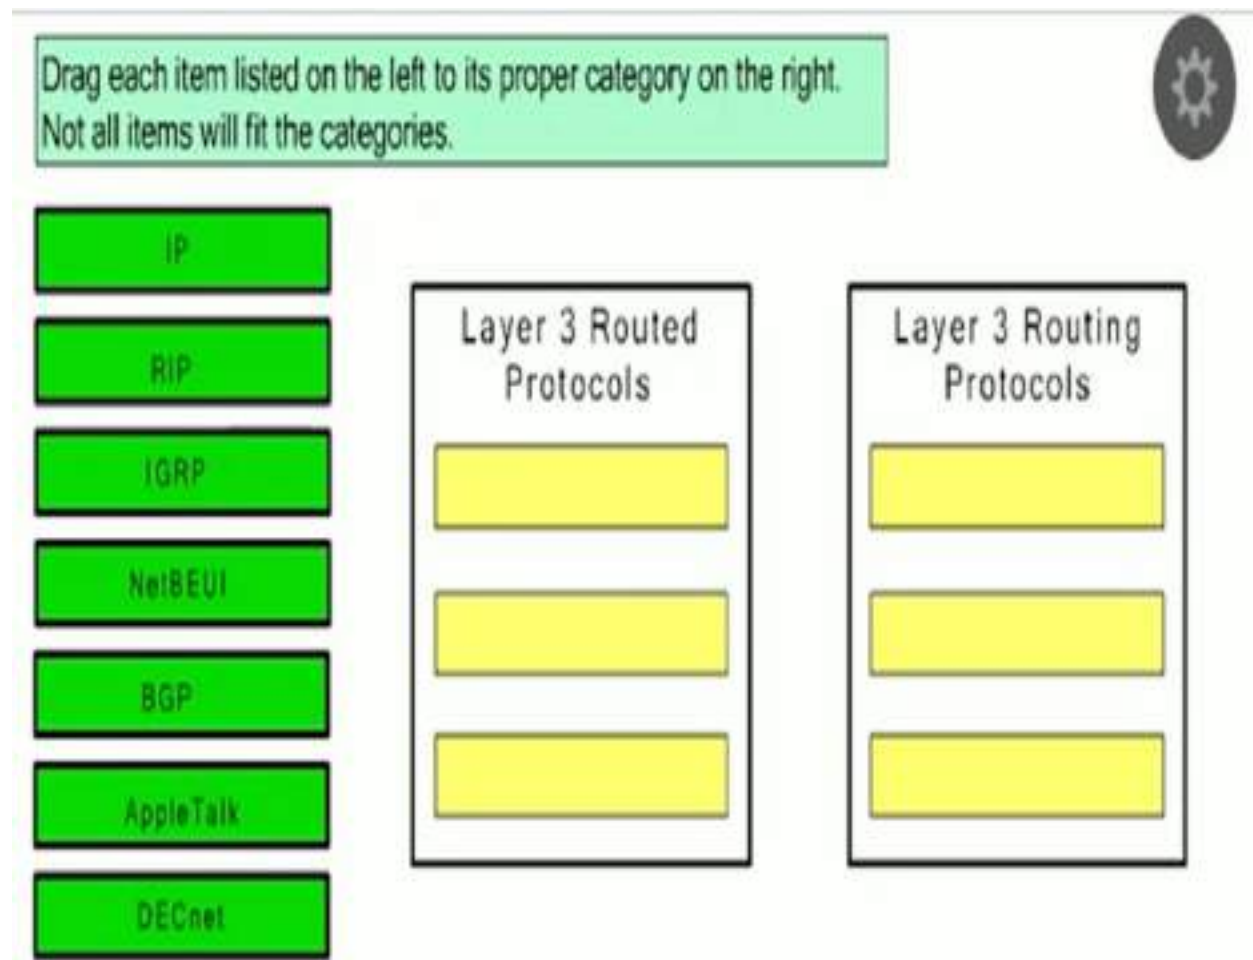 Drag each item listed on the left to its proper category on the right.
Not all items will fit the categories.
IP
RIP
IGRP
NetBEUI
BGP
AppleTalk
DECnet
Layer 3 Routed
Protocols
Layer 3 Routing
Protocols